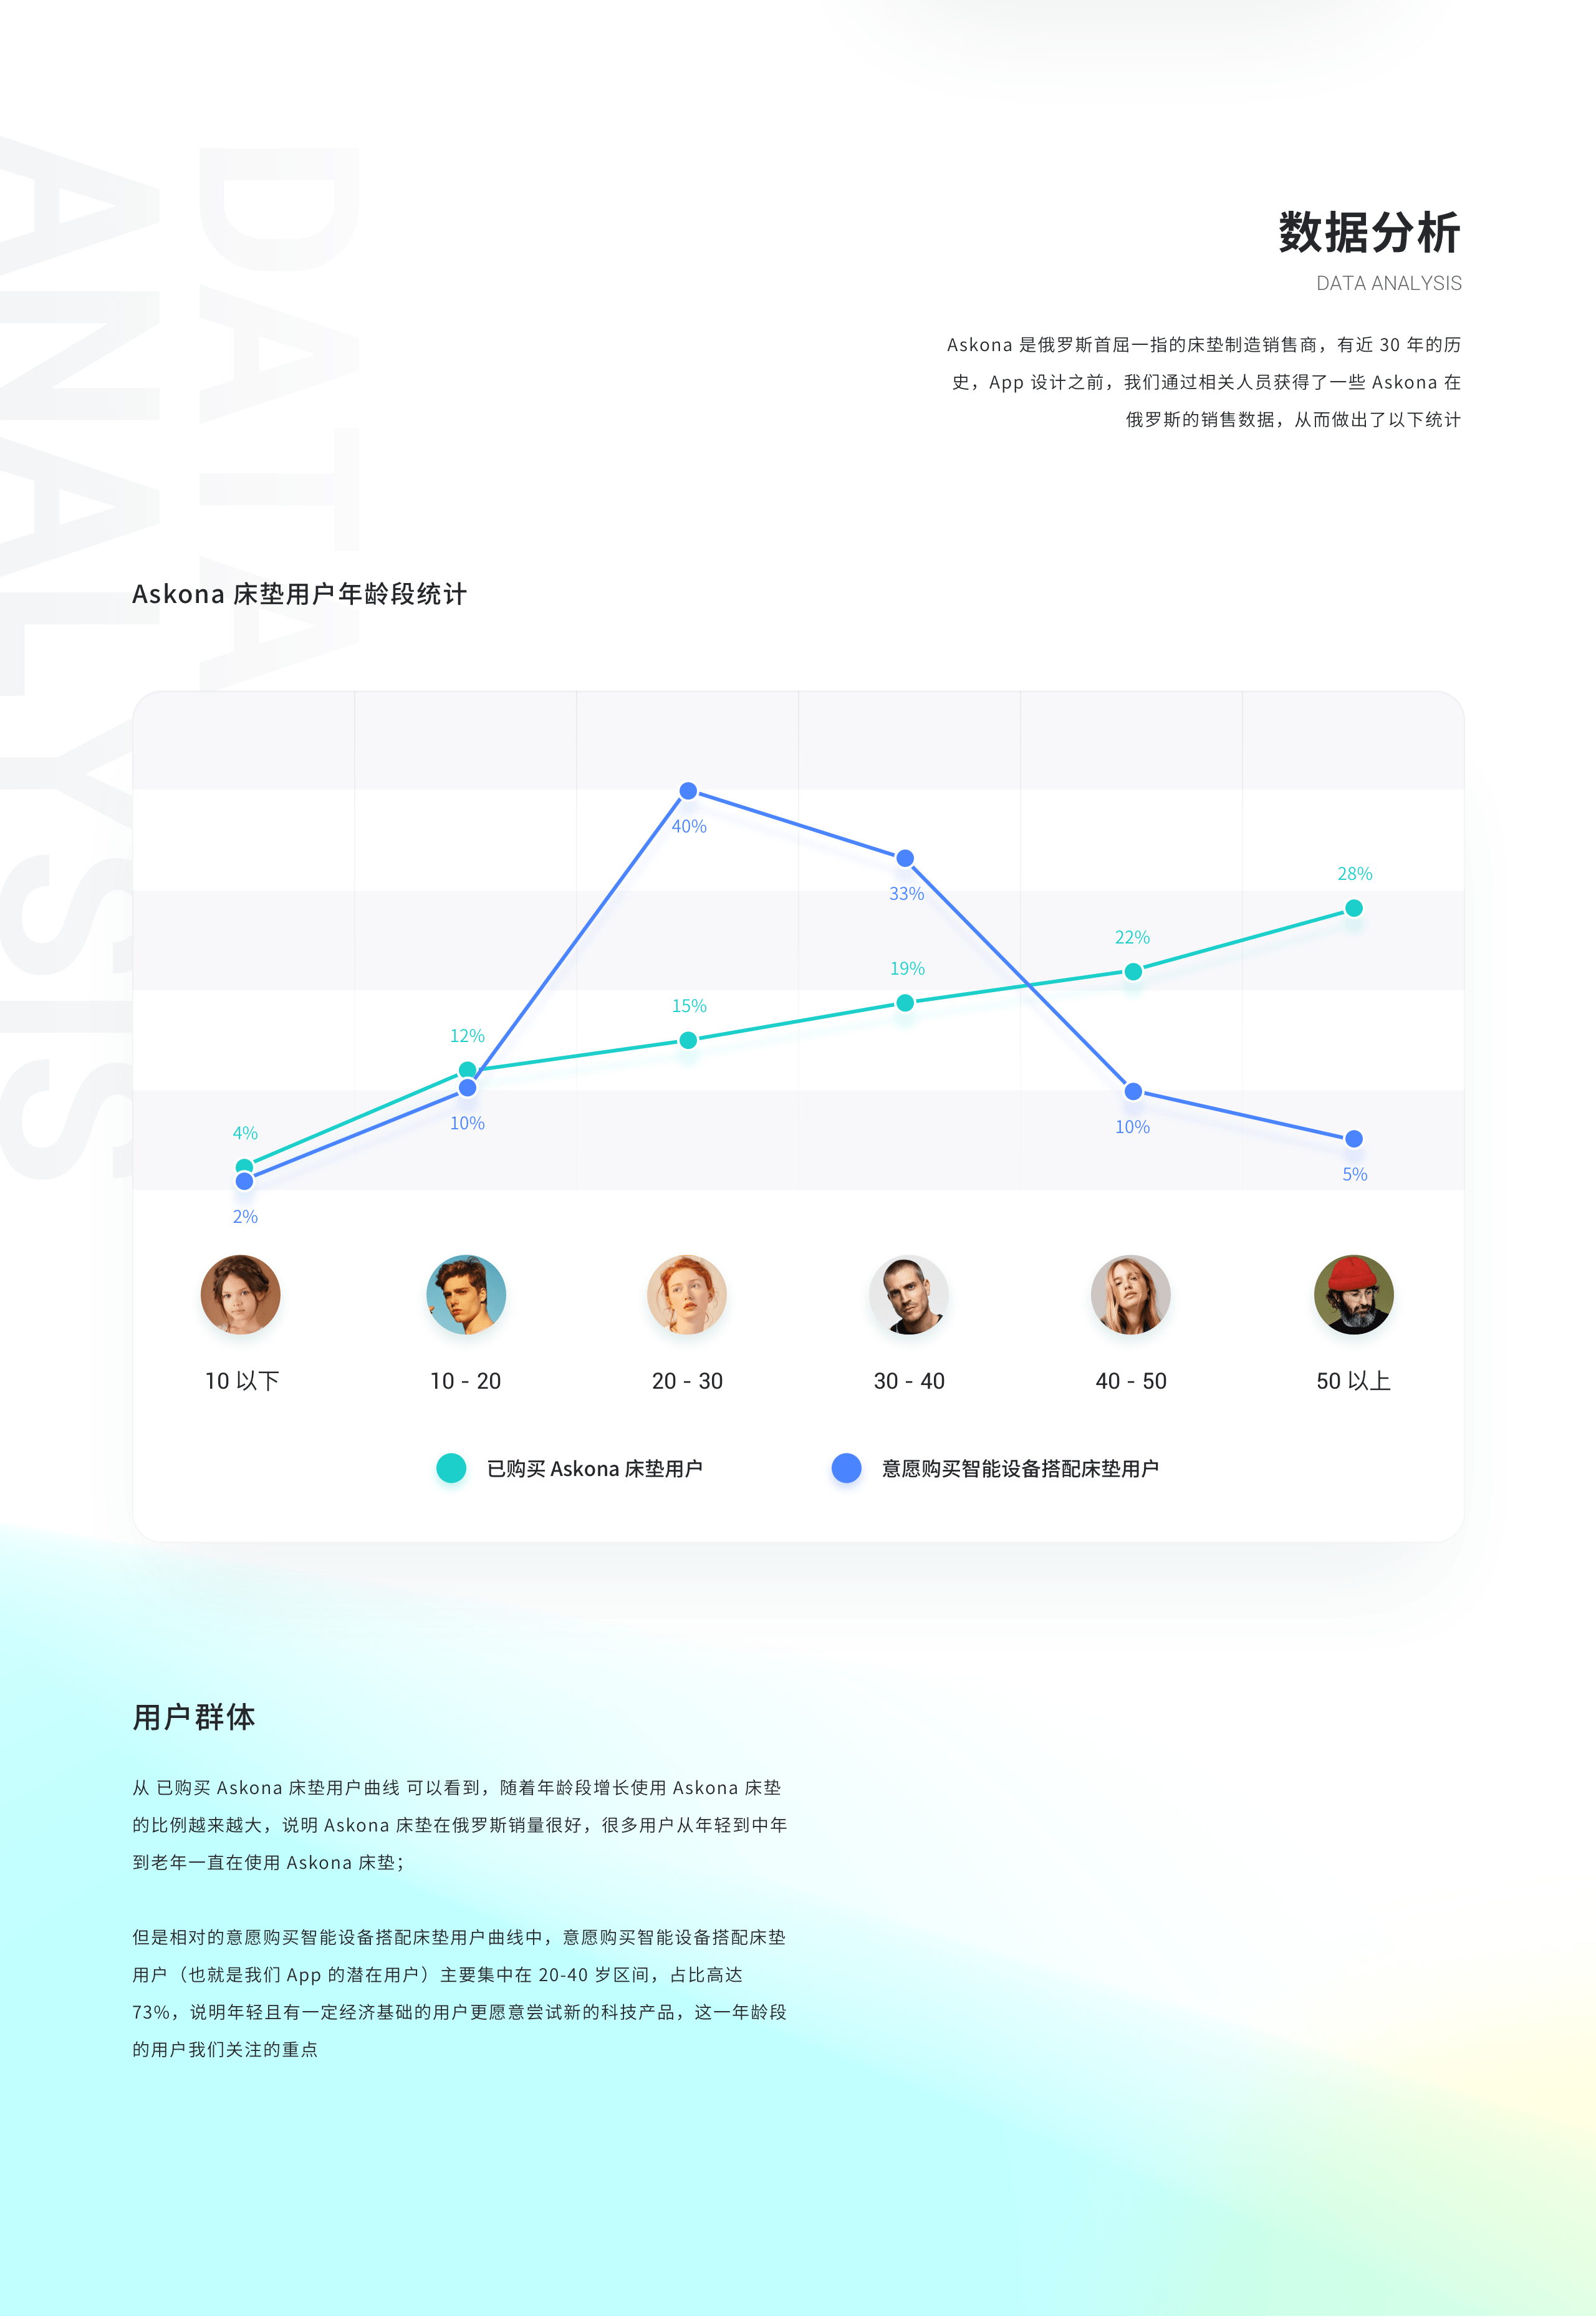 DATA
ANALYSIS
数据分析
DATA ANALYSIS
Askona 是俄罗斯首屈一指的床垫制造销售商，有近 30 年的历
史，App 设计之前，我们通过相关人员获得了一些 Askona 在
俄罗斯的销售数据，从而做出了以下统计
Askona 床垫用户年龄段统计
40%
33%
28%
22%
19%
15%
12%
10%
10%
4%
5%
2%
10 以下
10 - 20
20 - 30
30 - 40
40 - 50
50 以上
已购买 Askona 床垫用户
意愿购买智能设备搭配床垫用户
用户群体
从 已购买 Askona 床垫用户曲线 可以看到，随着年龄段增长使用 Askona 床垫
的比例越来越大，说明 Askona 床垫在俄罗斯销量很好，很多用户从年轻到中年
到老年一直在使用 Askona 床垫；
但是相对的意愿购买智能设备搭配床垫用户曲线中，意愿购买智能设备搭配床垫
用户（也就是我们 App 的潜在用户）主要集中在 20-40 岁区间，占比高达
73%，说明年轻且有一定经济基础的用户更愿意尝试新的科技产品，这一年龄段
的用户我们关注的重点